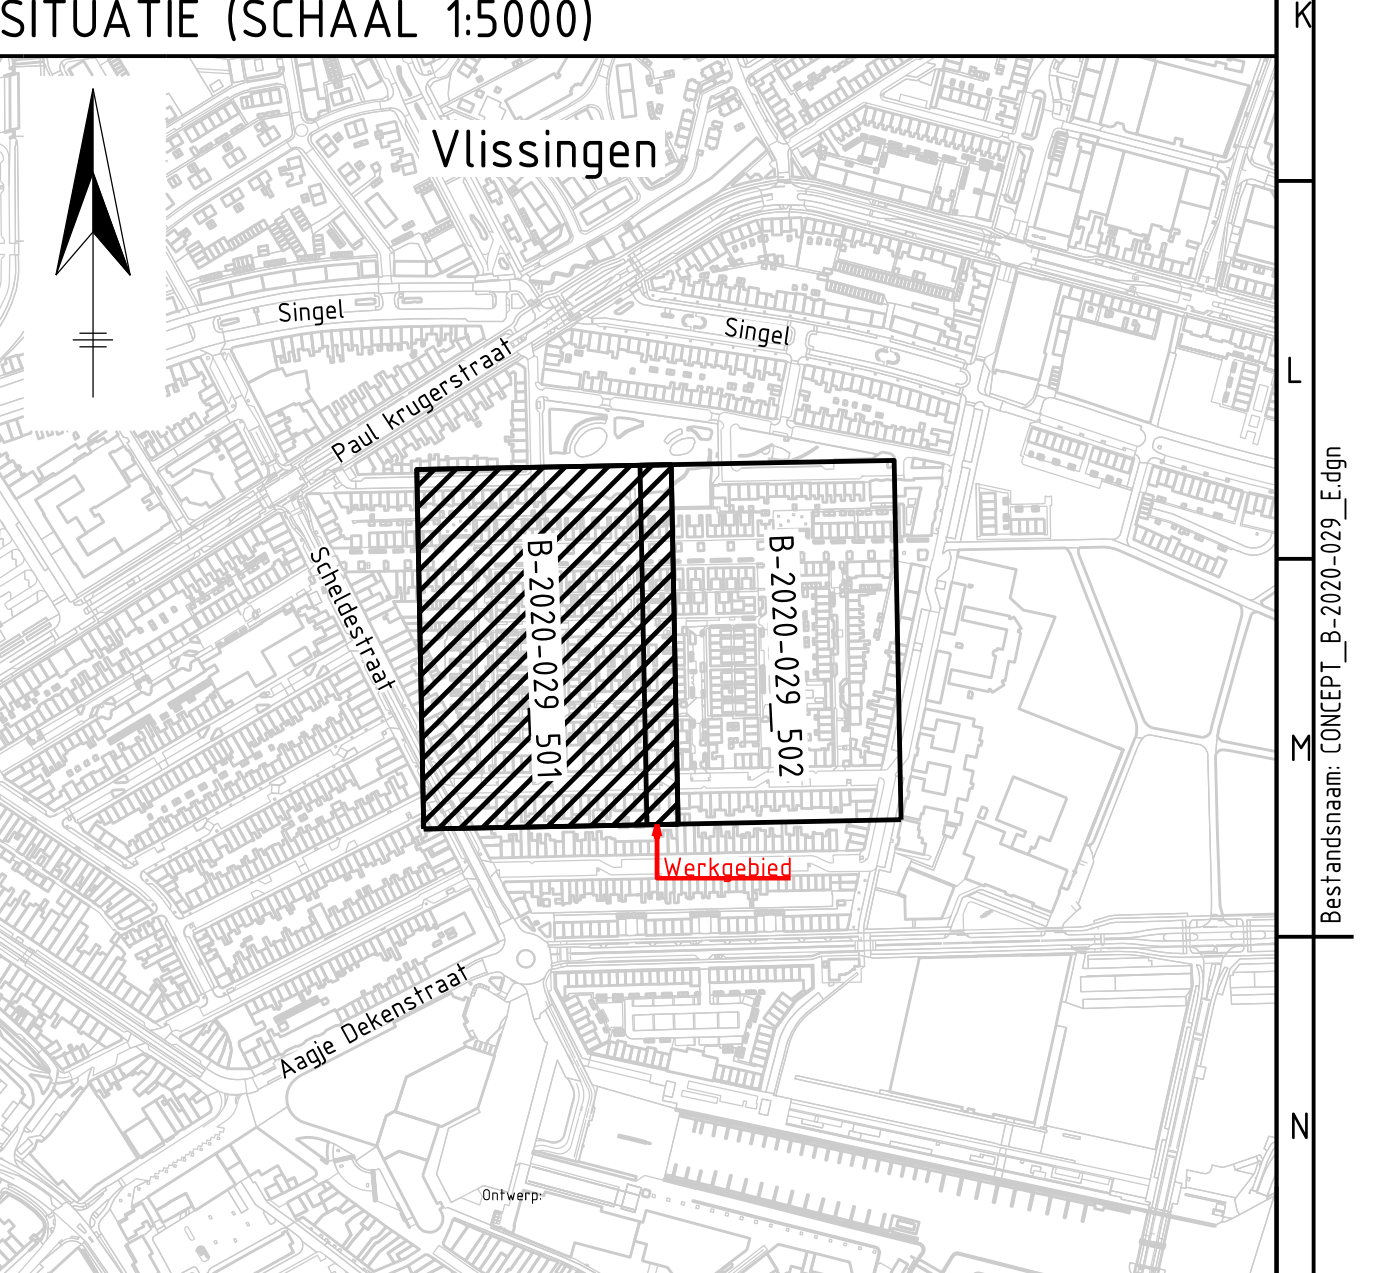 SITUATIE (SCHAAL 1:5000)
K
Vlissingen
Singel
Singel
Paul krugerstraat
L
Scheldestraat
B-2020-029_501
B-2020-029_502
Bestandsnaam: CONCEPT_B-2020-029_E.dgn
M
Werkgebied
Aagje Dekenstraat
N
Ontwerp: